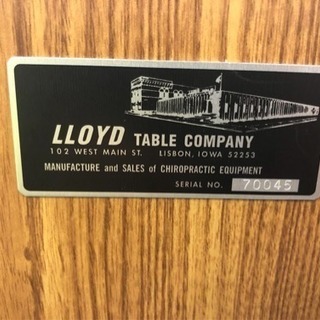 LLOYD TABLE COMPANY
102 WEST MAIN ST. LISBON, IOWA 52253
MANUFACTURE and SALES of CHIROPRACTIC EQUIPMENT
SERIAL NO. 70045